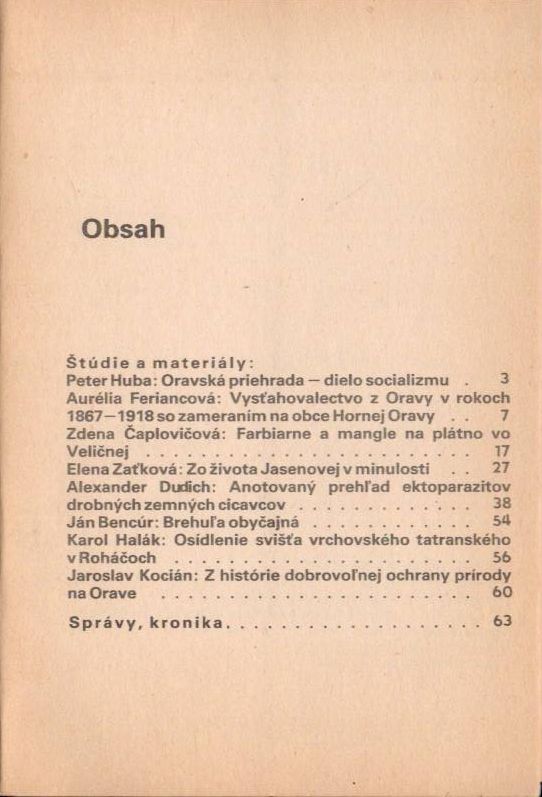 Obsah
Štúdie a materiály:
Peter Huba: Oravská priehrada — dielo socializmu . 3
Aurélia Feriancová: Vysťahovalectvo z Oravy v rokoch
1867—1918 so zameraním na obce Hornej Oravy . . 7
Zdena Čaplovičová: Farbiarne a mangle na plátno vo
Veličnej . . . . . . . . . . . . . . . . . . . . 17
Elena Zaťková: Zo života Jasenovej v minulosti . . 27
Alexander Dudich: Anotovaný prehľad ektoparazitov
drobných zemných cicavcov . . . . . . . . . . . 38
Ján Bencúr: Brehuľa obyčajná . . . . . . . . . . 54
Karol Halák: Osídlenie svišťa vrchovského tatranského
v Roháčoch . . . . . . . . . . . . . . . . . . 56
Jaroslav Kocián: Z histórie dobrovoľnej ochrany prírody
na Orave . . . . . . . . . . . . . . . . . . . 60
Správy, kronika. . . . . . . . . . . . . . . . . 63